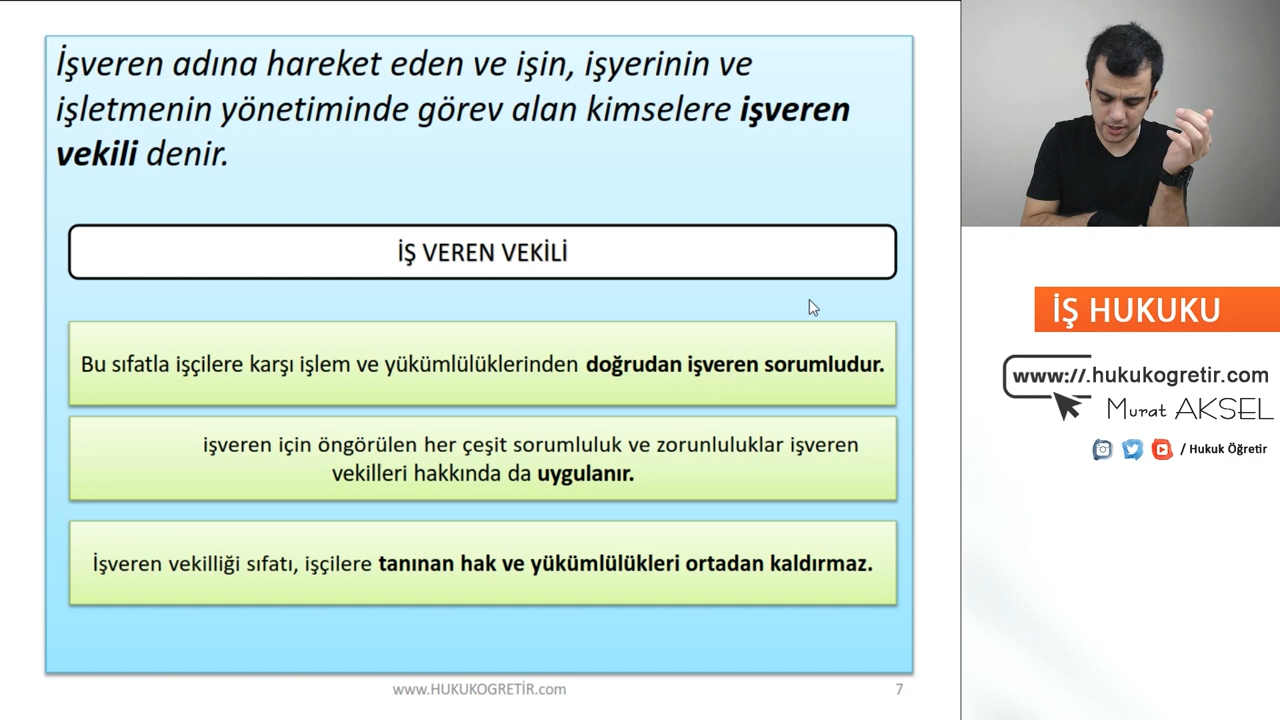 İşveren adına hareket eden ve işin, işyerinin ve
işletmenin yönetiminde görev alan kimselere işveren
vekili denir.
İŞ VEREN VEKİLİ
Bu sıfatla işçilere karşı işlem ve yükümlülüklerinden doğrudan işveren sorumludur.
işveren için öngörülen her çeşit sorumluluk ve zorunluluklar işveren
vekilleri hakkında da uygulanır.
İşveren vekilliği sıfatı, işçilere tanınan hak ve yükümlülükleri ortadan kaldırmaz.
www.HUKUKOGRETİR.com
7
İŞ HUKUKU
www://.hukukogretir.com
Murat AKSEL
/ Hukuk Öğretir